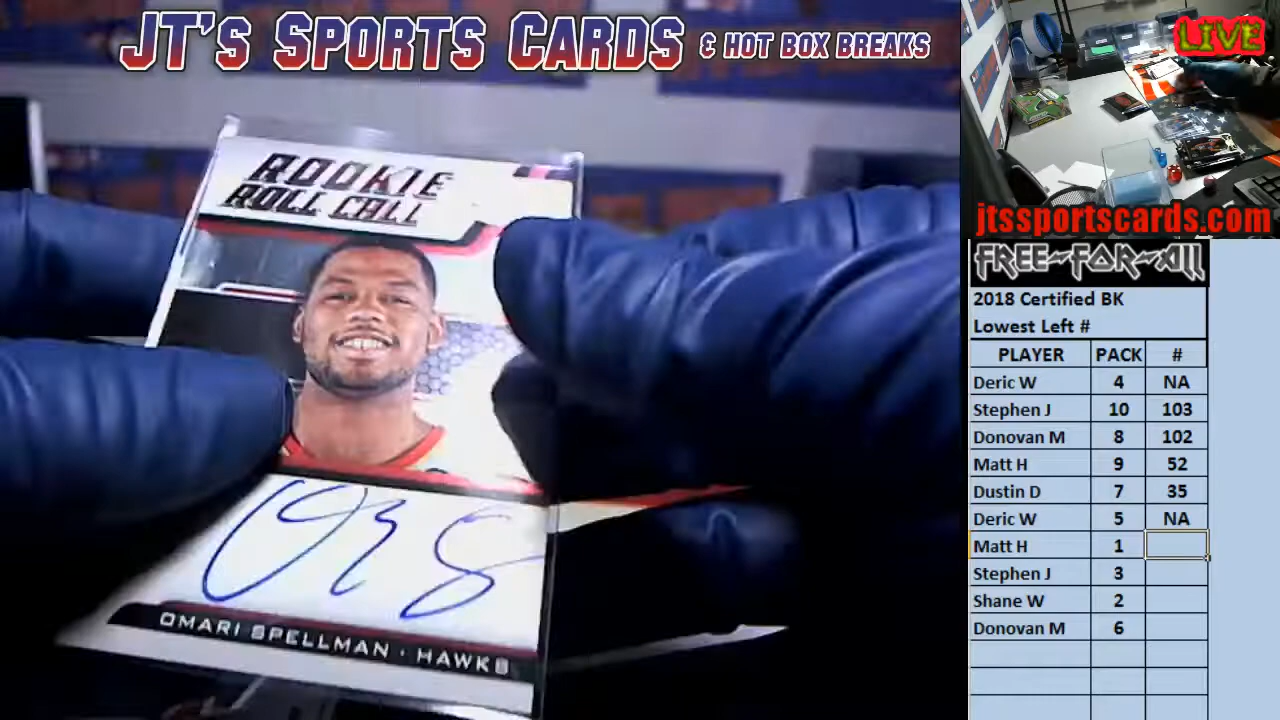 JT'S SPORTS CARDS & HOT BOX BREAKS
LIVE
jtssportscards.com
ROOKIE
ROLL CALL
OMARI SPELLMAN · HAWKS
FREE-FOR-ALL
2018 Certified BK
Lowest Left #
PLAYER PACK #
Deric W 4 NA
Stephen J 10 103
Donovan M 8 102
Matt H 9 52
Dustin D 7 35
Deric W 5 NA
Matt H 1
Stephen J 3
Shane W 2
Donovan M 6